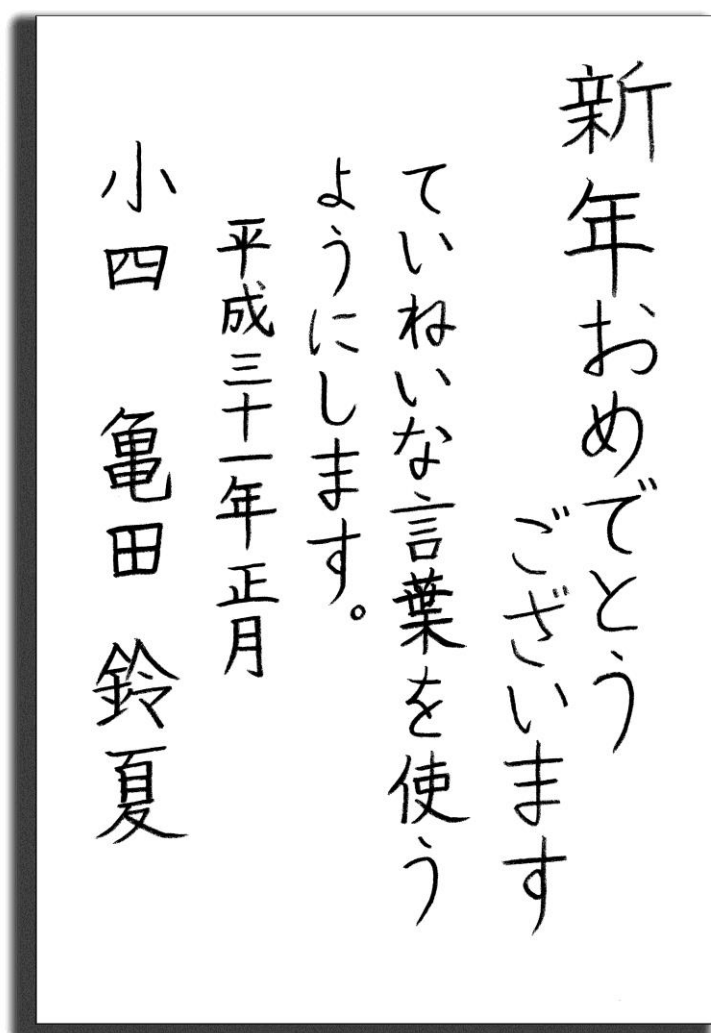 新年おめでとう
ございます
ていねいな言葉を使う
ようにします。
平成三十一年正月
小四 亀田 鈴夏